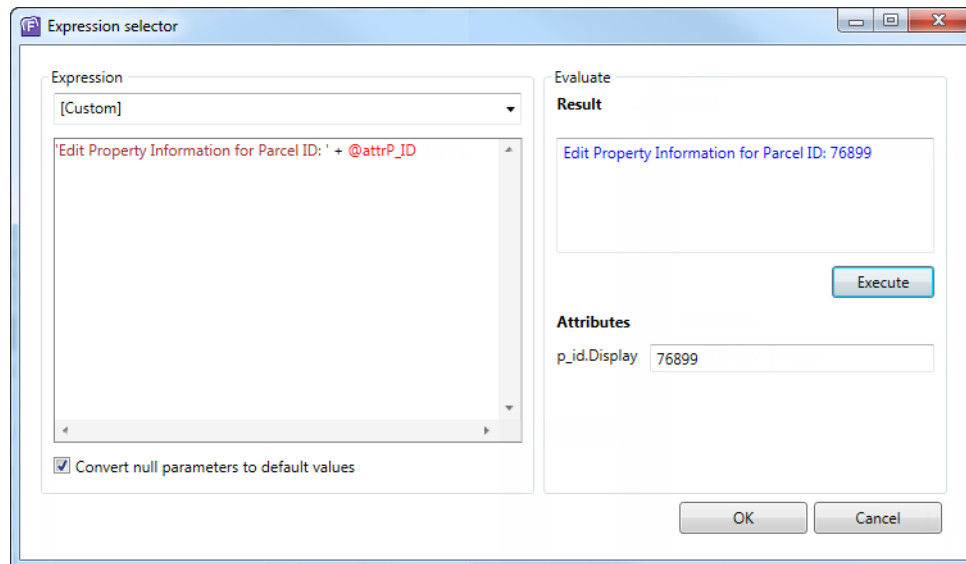 Expression selector
Expression
[Custom]
'Edit Property Information for Parcel ID: ' + @attrP_ID
Convert null parameters to default values
Evaluate
Result
Edit Property Information for Parcel ID: 76899
Execute
Attributes
p_id.Display 76899
OK Cancel